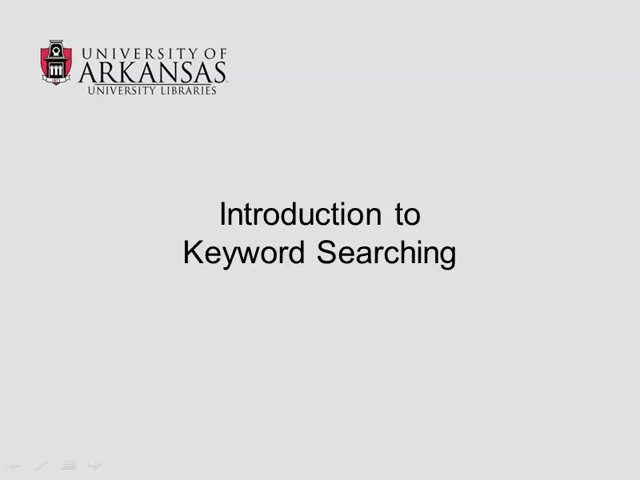 UNIVERSITY OF
ARKANSAS
UNIVERSITY LIBRARIES
Introduction to
Keyword Searching